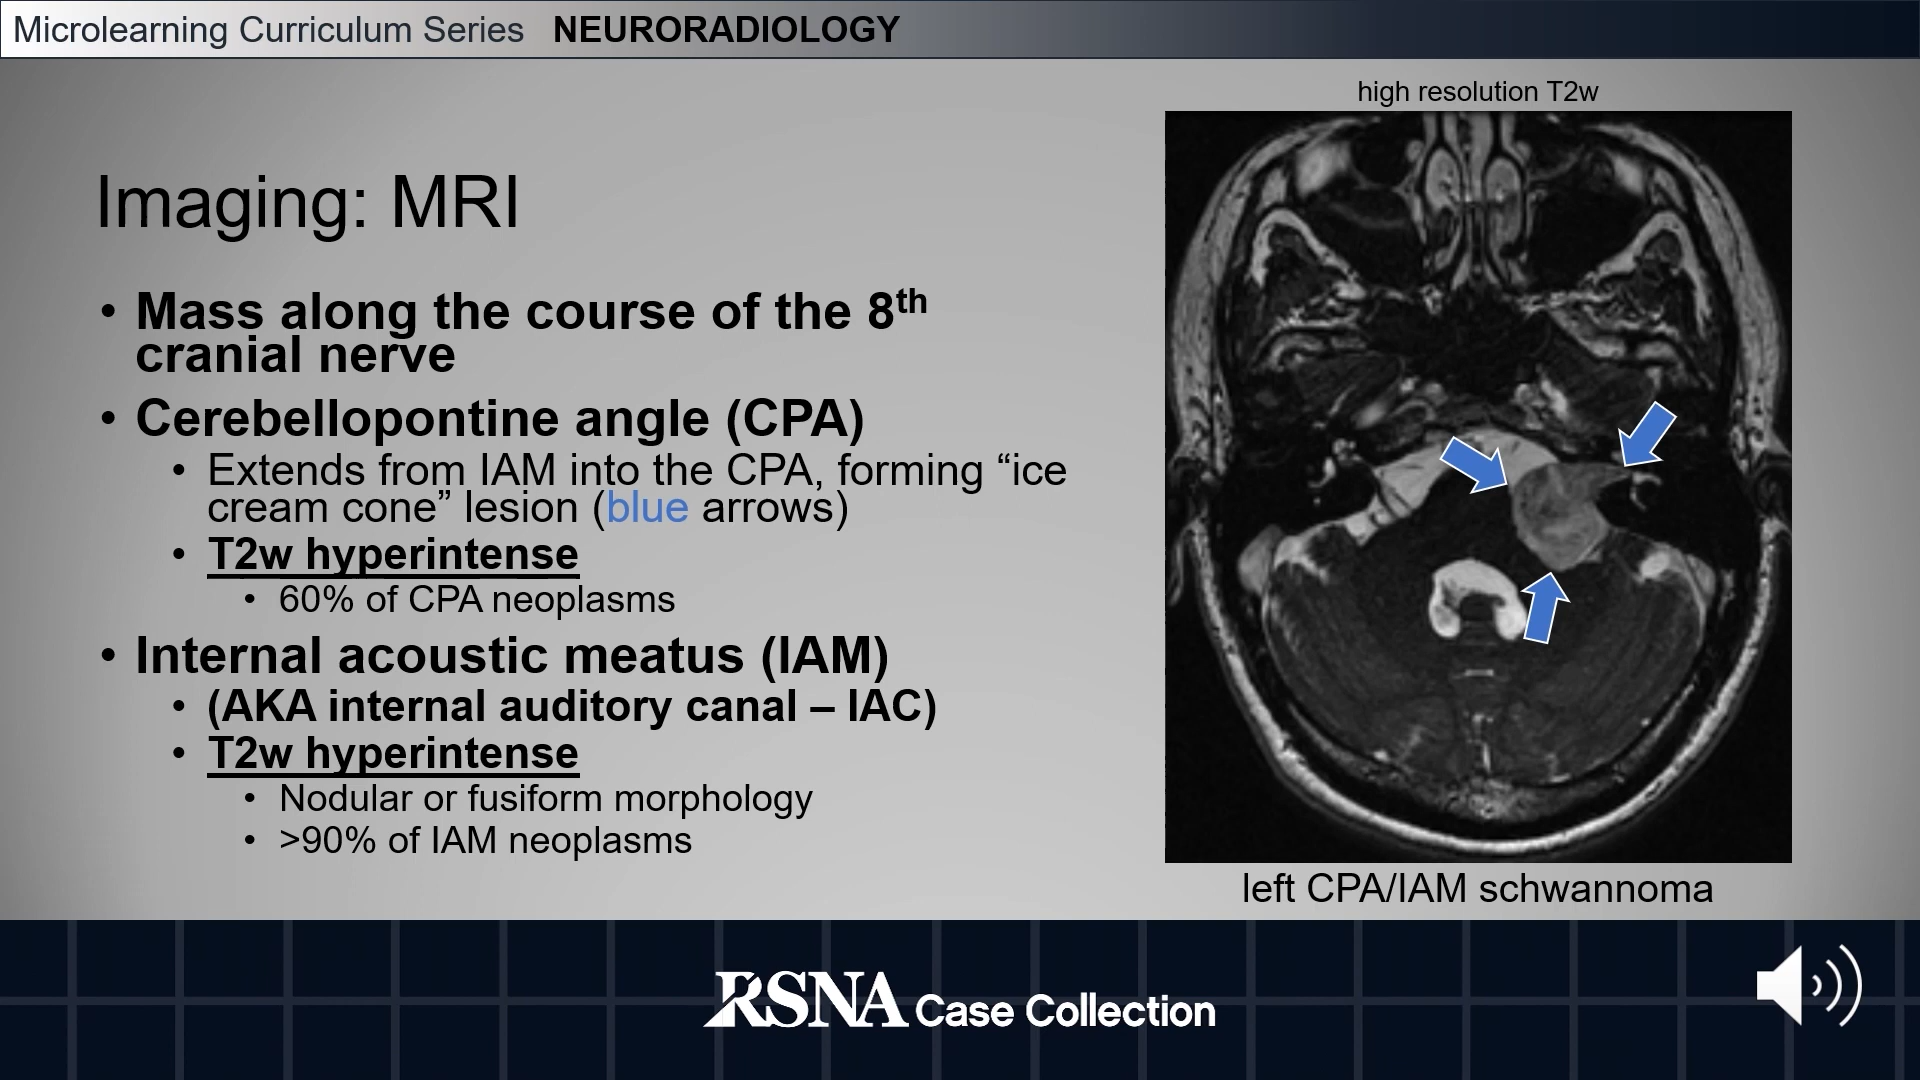 Microlearning Curriculum Series NEURORADIOLOGY
high resolution T2w
Imaging: MRI
• Mass along the course of the 8th
cranial nerve
• Cerebellopontine angle (CPA)
• Extends from IAM into the CPA, forming “ice
cream cone” lesion (blue arrows)
• T2w hyperintense
• 60% of CPA neoplasms
• Internal acoustic meatus (IAM)
• (AKA internal auditory canal – IAC)
• T2w hyperintense
• Nodular or fusiform morphology
• >90% of IAM neoplasms
left CPA/IAM schwannoma
RSNA Case Collection